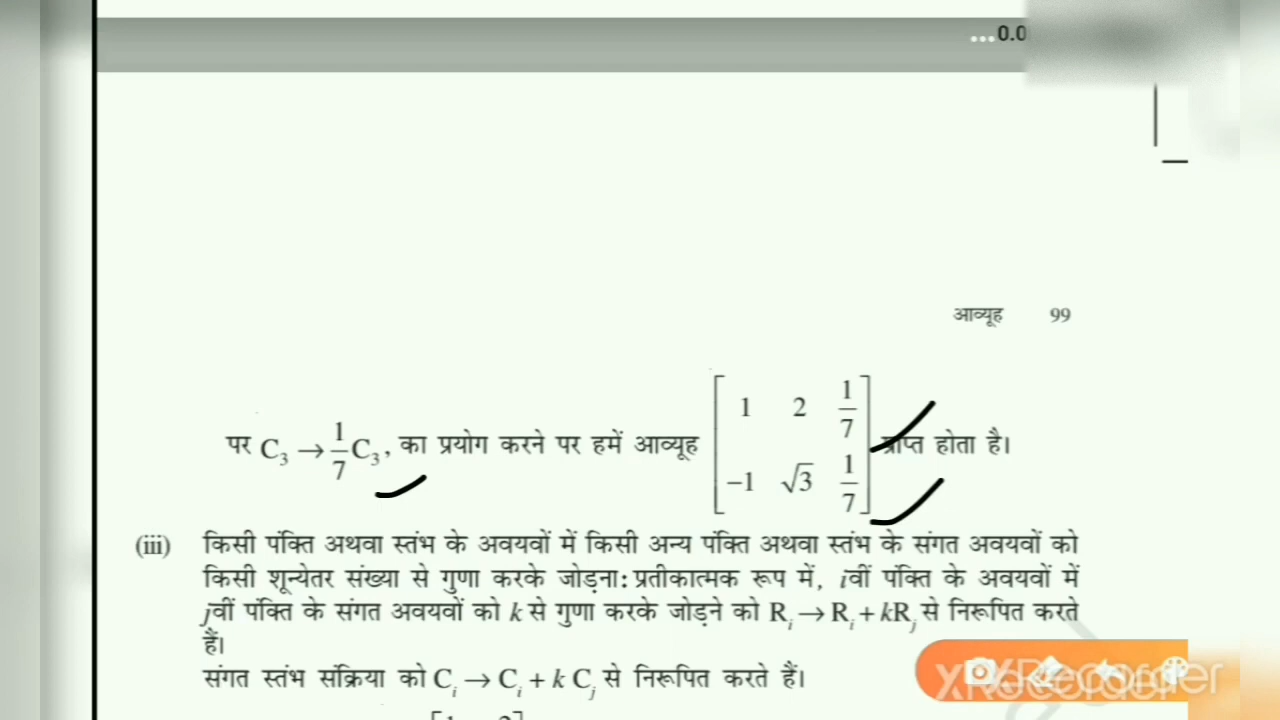 ...0.0
आव्यूह 99
पर C₃ → 1/7 C₃, का प्रयोग करने पर हमें आव्यूह [1 2 1/7; −1 √3 1/7] प्राप्त होता है।
(iii) किसी पंक्ति अथवा स्तंभ के अवयवों में किसी अन्य पंक्ति अथवा स्तंभ के संगत अवयवों को
किसी शून्येतर संख्या से गुणा करके जोड़ना: प्रतीकात्मक रूप में, iवीं पंक्ति के अवयवों में
jवीं पंक्ति के संगत अवयवों को k से गुणा करके जोड़ने को Rᵢ → Rᵢ + kRⱼ से निरूपित करते
हैं।
संगत स्तंभ संक्रिया को Cᵢ → Cᵢ + k Cⱼ से निरूपित करते हैं।
XRecorder